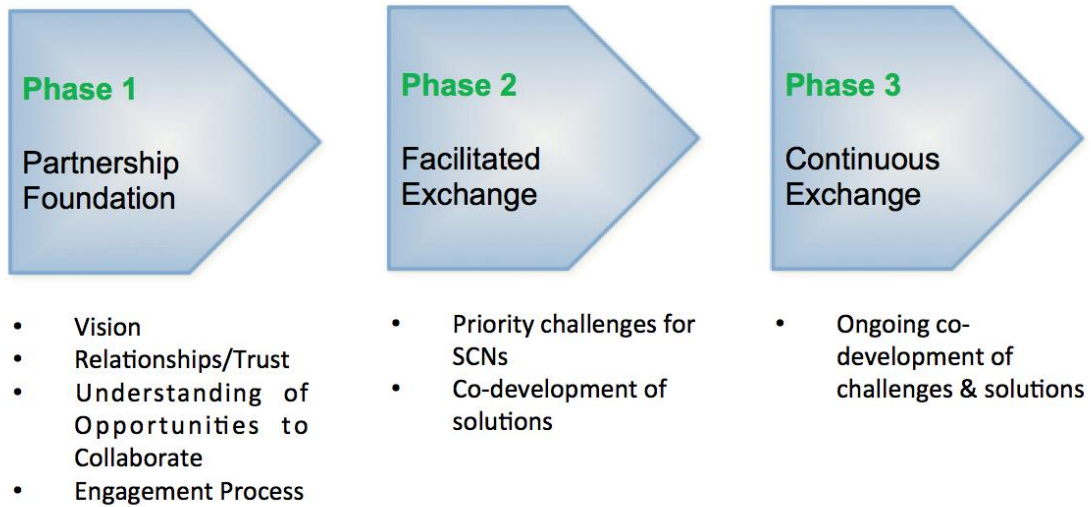 Phase 1
Partnership
Foundation
• Vision
• Relationships/Trust
• Understanding of
Opportunities to
Collaborate
• Engagement Process
Phase 2
Facilitated
Exchange
• Priority challenges for
SCNs
• Co-development of
solutions
Phase 3
Continuous
Exchange
• Ongoing co-
development of
challenges & solutions